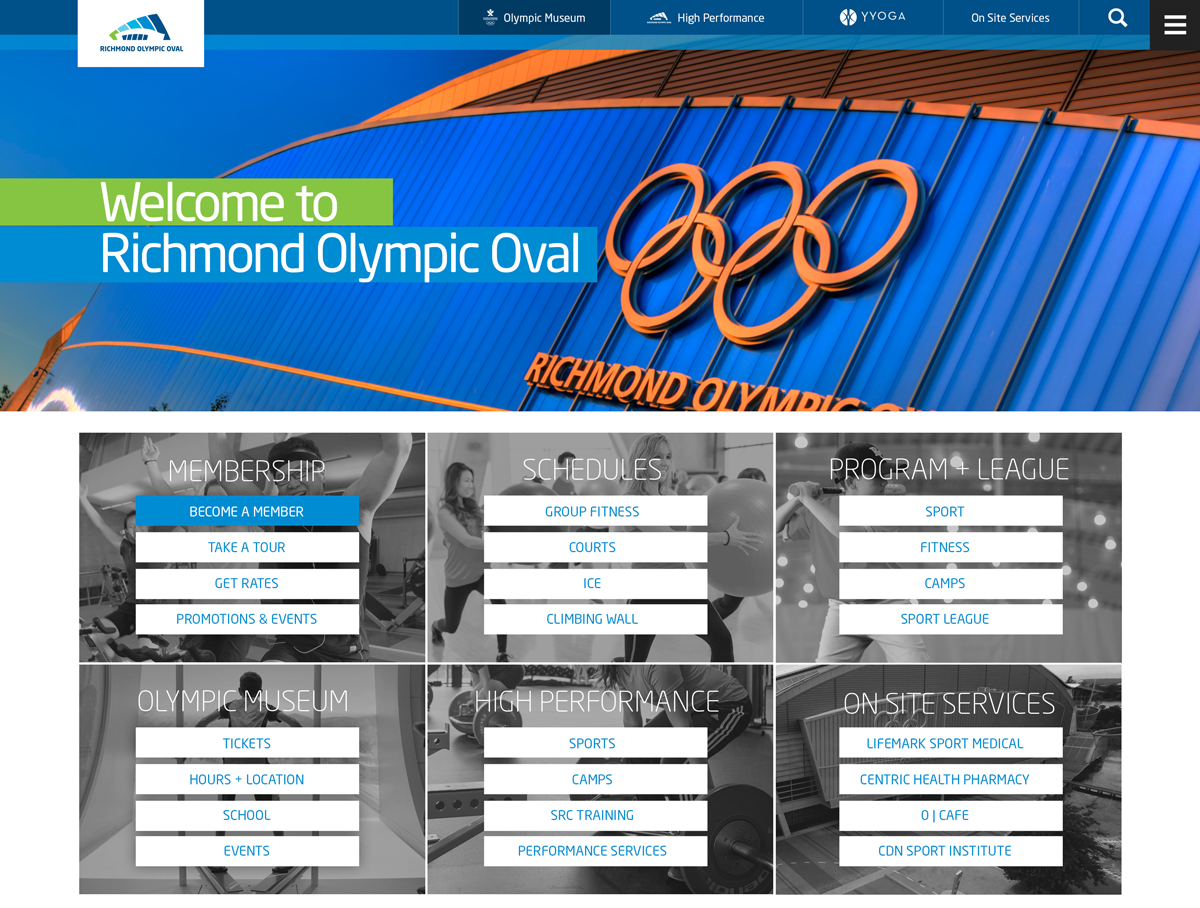 RICHMOND OLYMPIC OVAL
Olympic Museum
High Performance
YYOGA
On Site Services
Welcome to
Richmond Olympic Oval
RICHMOND OLYMPIC
MEMBERSHIP
BECOME A MEMBER
TAKE A TOUR
GET RATES
PROMOTIONS & EVENTS
SCHEDULES
GROUP FITNESS
COURTS
ICE
CLIMBING WALL
PROGRAM + LEAGUE
SPORT
FITNESS
CAMPS
SPORT LEAGUE
OLYMPIC MUSEUM
TICKETS
HOURS + LOCATION
SCHOOL
EVENTS
HIGH PERFORMANCE
SPORTS
CAMPS
SRC TRAINING
PERFORMANCE SERVICES
ON SITE SERVICES
LIFEMARK SPORT MEDICAL
CENTRIC HEALTH PHARMACY
O | CAFE
CDN SPORT INSTITUTE